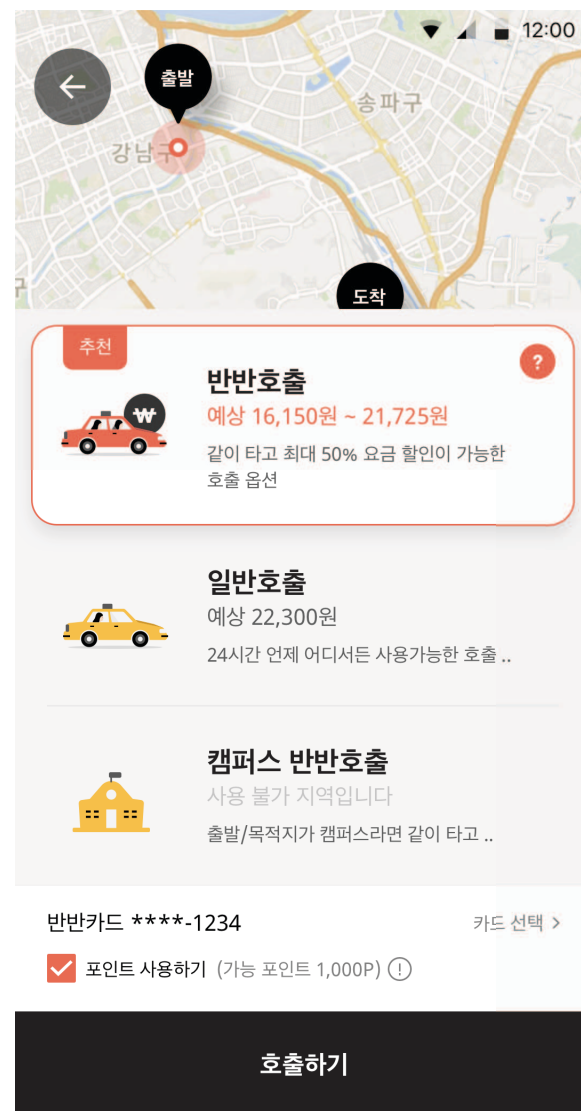 12:00
출발
송파구
강남구
도착
추천
₩
?
반반호출
예상 16,150원 ~ 21,725원
같이 타고 최대 50% 요금 할인이 가능한
호출 옵션
일반호출
예상 22,300원
24시간 언제 어디서든 사용가능한 호출 ..
캠퍼스 반반호출
사용 불가 지역입니다
출발/목적지가 캠퍼스라면 같이 타고 ..
반반카드 ****-1234
카드 선택 >
포인트 사용하기 (가능 포인트 1,000P) !
호출하기